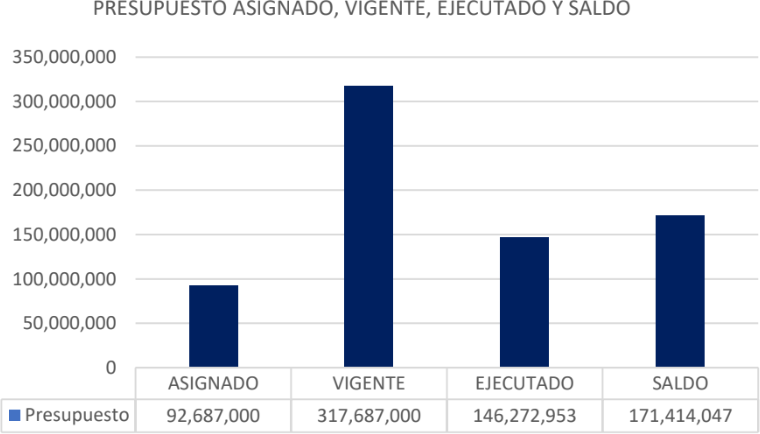 PRESUPUESTO ASIGNADO, VIGENTE, EJECUTADO Y SALDO
350,000,000
300,000,000
250,000,000
200,000,000
150,000,000
100,000,000
50,000,000
0
ASIGNADO VIGENTE EJECUTADO SALDO
Presupuesto 92,687,000 317,687,000 146,272,953 171,414,047